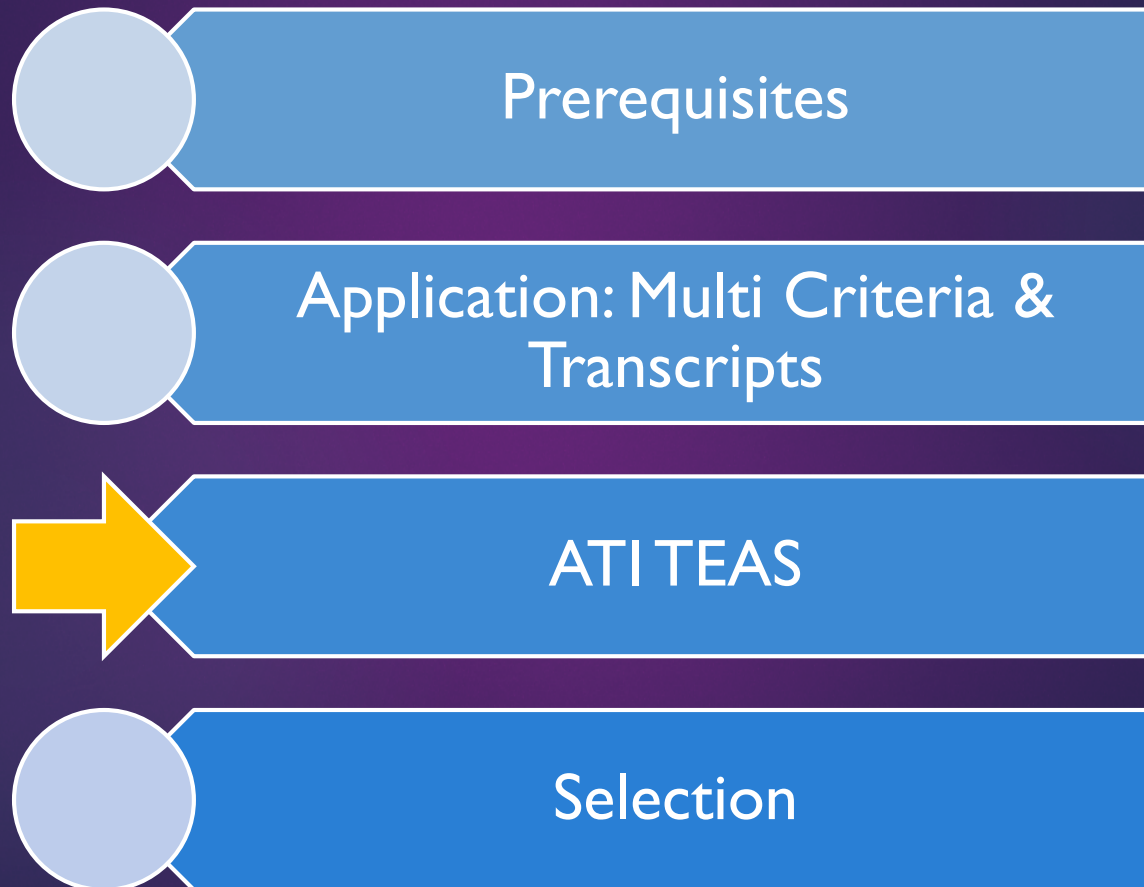 Prerequisites
Application: Multi Criteria &
Transcripts
ATI TEAS
Selection